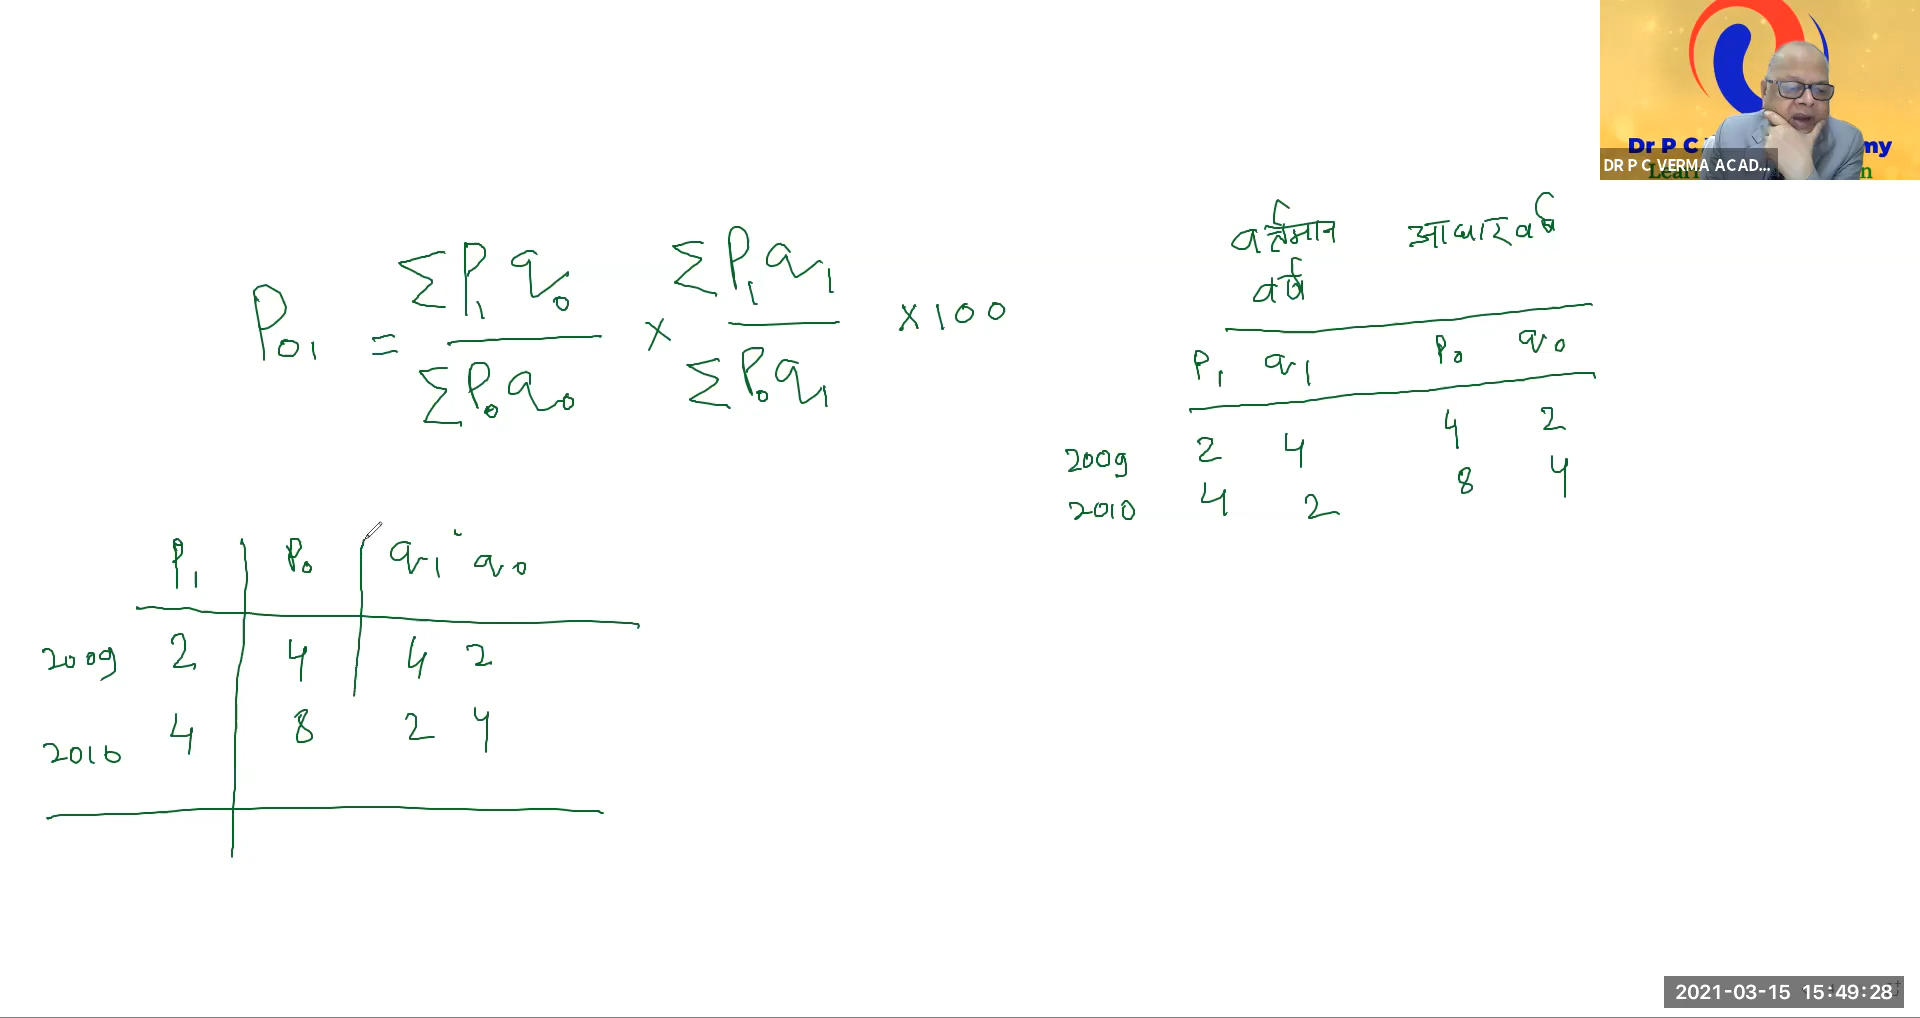 Dr P C my
DR P C VERMA ACAD...
Lear n
P₀₁ = ΣP₁q₀ / ΣP₀q₀ × ΣP₁q₁ / ΣP₀q₁ ×100
वर्तमान आधार वर्ष
वर्ष
P₁ q₁ P₀ q₀
2009 2 4 4 2
2010 4 2 8 4
P₁ P₀ q₁ q₀
2009 2 4 4 2
2010 4 8 2 4
2021-03-15 15:49:28